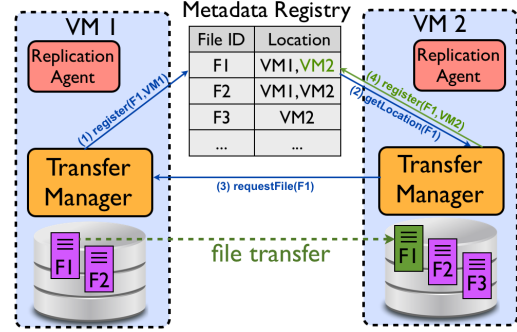 VM 1
Metadata Registry
VM 2
Replication
Agent
File ID Location
F1 VM1,VM2
F2 VM1,VM2
F3 VM2
... ...
Replication
Agent
(1) register(F1,VM1)
(4) register(F1,VM2)
(2) getLocation(F1)
Transfer
Manager
(3) requestFile(F1)
Transfer
Manager
F1
F2
file transfer
F1
F2
F3